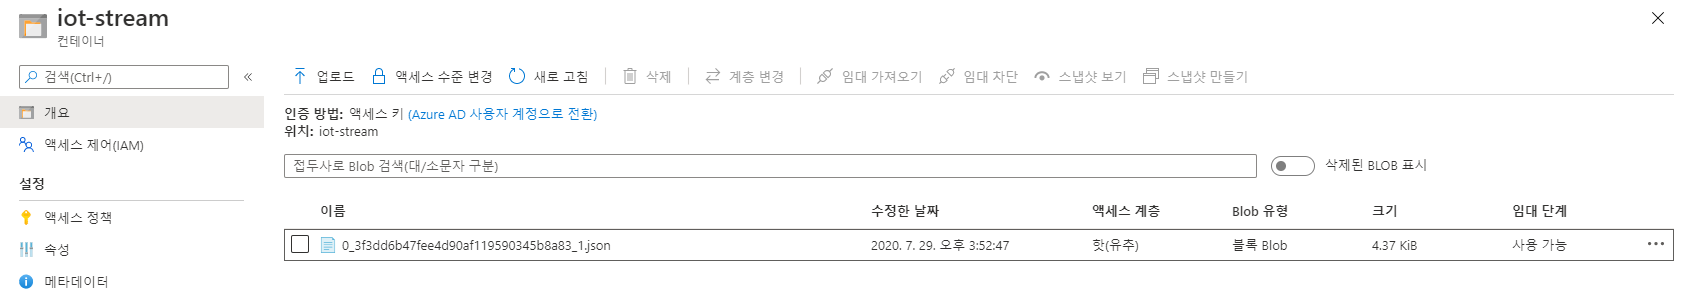 iot-stream
컨테이너
검색(Ctrl+/)
«
업로드 액세스 수준 변경 새로 고침 삭제 계층 변경 임대 가져오기 임대 차단 스냅샷 보기 스냅샷 만들기
개요
액세스 제어(IAM)
설정
액세스 정책
속성
메타데이터
인증 방법: 액세스 키 (Azure AD 사용자 계정으로 전환)
위치: iot-stream
접두사로 Blob 검색(대/소문자 구분)
삭제된 BLOB 표시
이름 수정한 날짜 액세스 계층 Blob 유형 크기 임대 단계
0_3f3dd6b47fee4d90af119590345b8a83_1.json 2020. 7. 29. 오후 3:52:47 핫(유추) 블록 Blob 4.37 KiB 사용 가능